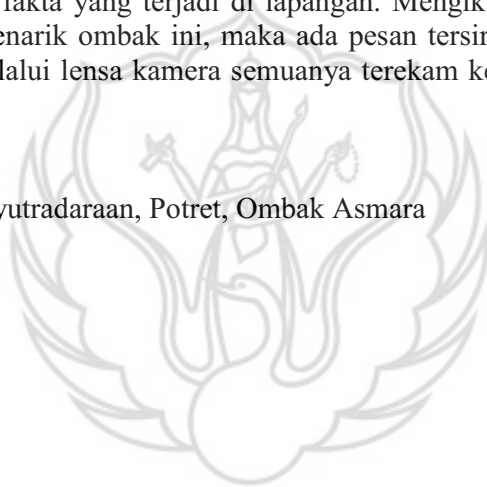 fakta yang terjadi di lapangan. Mengik
enarik ombak ini, maka ada pesan tersir
lalui lensa kamera semuanya terekam ke
yutradaraan, Potret, Ombak Asmara